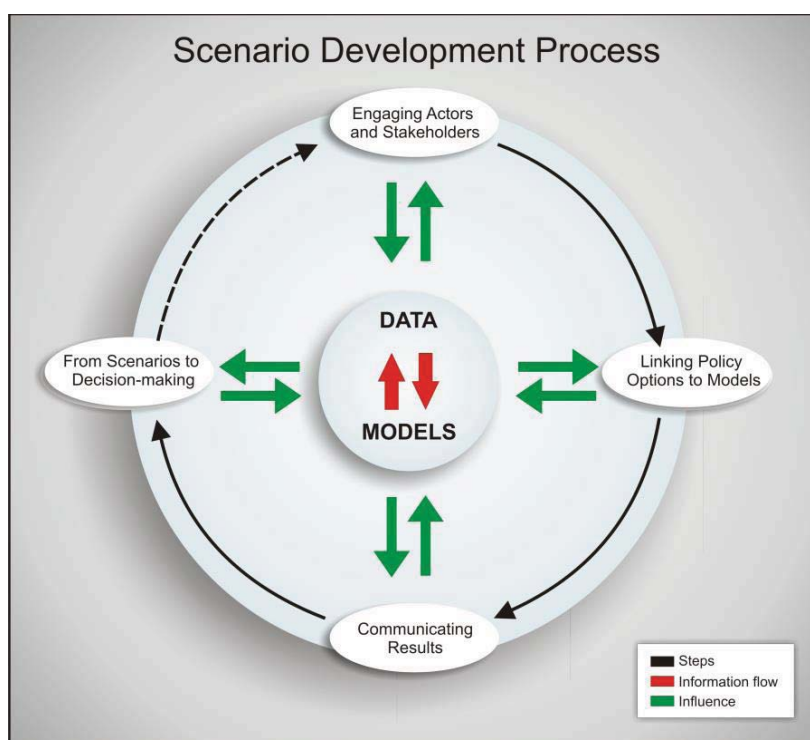 Scenario Development Process
Engaging Actors
and Stakeholders
DATA
From Scenarios to
Decision-making
Linking Policy
Options to Models
MODELS
Communicating
Results
Steps
Information flow
Influence